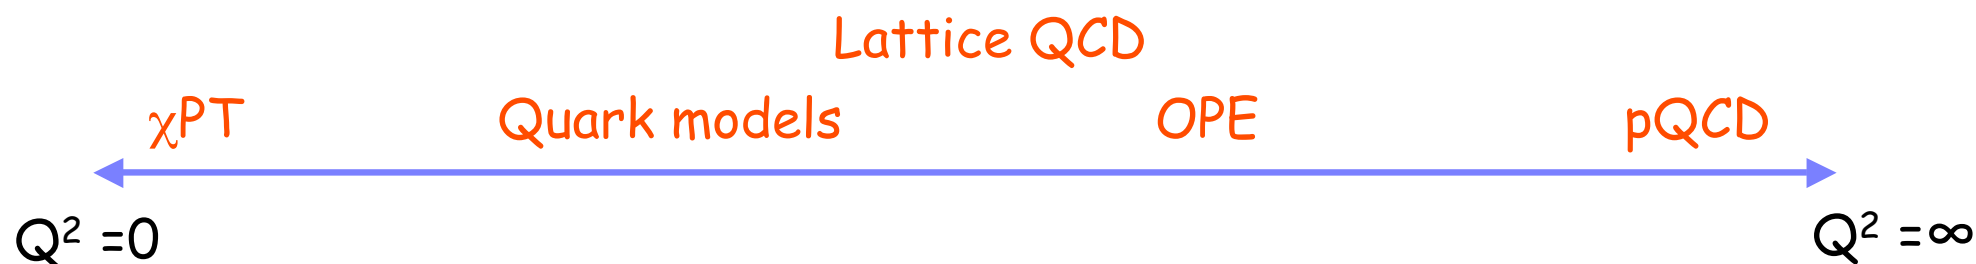 Lattice QCD
χPT Quark models OPE pQCD
Q² =0 Q² =∞